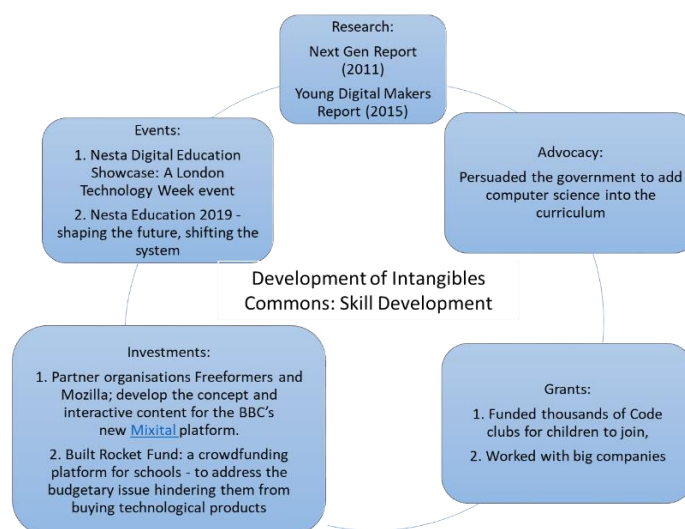 Research:
Next Gen Report
(2011)
Young Digital Makers
Report (2015)
Events:
1. Nesta Digital Education
Showcase: A London
Technology Week event
2. Nesta Education 2019 -
shaping the future, shifting the
system
Advocacy:
Persuaded the government to add
computer science into the
curriculum
Development of Intangibles
Commons: Skill Development
Investments:
1. Partner organisations Freeformers and
Mozilla; develop the concept and
interactive content for the BBC’s
new Mixital platform.
2. Built Rocket Fund: a crowdfunding
platform for schools - to address the
budgetary issue hindering them from
buying technological products
Grants:
1. Funded thousands of Code
clubs for children to join,
2. Worked with big companies